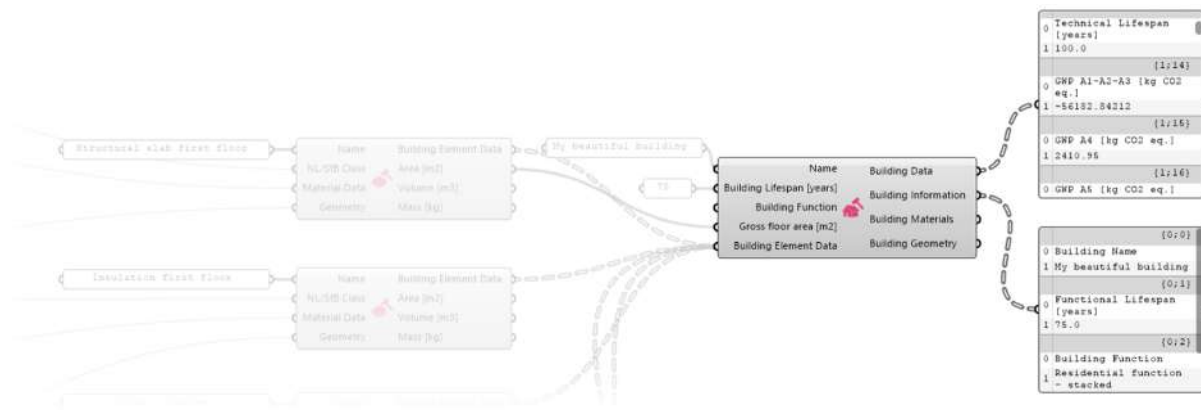 Technical Lifespan
0 [years]
1 100.0
{1;14}
GWP A1-A2-A3 [kg CO2
0 eq.]
1 -56182.84212
{1;15}
0 GWP A4 [kg CO2 eq.]
1 2410.95
{1;16}
0 GWP A5 [kg CO2 eq.]
Structural slab first floor
Name
NL/SfB Class
Material Data
Geometry
Building Element Data
Area [m2]
Volume [m3]
Mass [kg]
My beautiful building
75
Name
Building Lifespan [years]
Building Function
Gross floor area [m2]
Building Element Data
Building Data
Building Information
Building Materials
Building Geometry
Insulation first floor
Name
NL/SfB Class
Material Data
Geometry
Building Element Data
Area [m2]
Volume [m3]
Mass [kg]
{0;0}
0 Building Name
1 My beautiful building
{0;1}
Functional Lifespan
0 [years]
1 75.0
{0;2}
0 Building Function
Residential function
1 - stacked